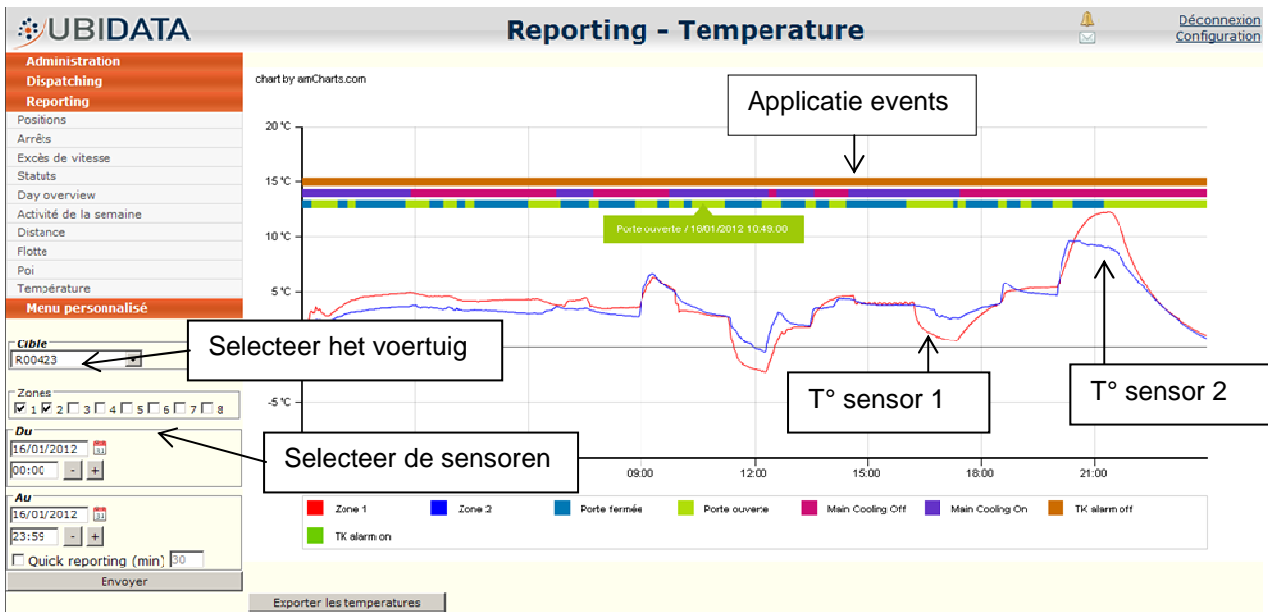 UBIDATA
Reporting - Temperature
Déconnexion
Configuration
Administration
Dispatching
Reporting
Positions
Arrêts
Excès de vitesse
Statuts
Day overview
Activité de la semaine
Distance
Flotte
Poi
Température
Menu personnalisé
Cible
R00423
Zones
1 2 3 4 5 6 7 8
Du
16/01/2012
00:00
- +
Au
16/01/2012
23:59
- +
Quick reporting (min) 30
Envoyer
chart by amCharts.com
Applicatie events
20 °C
15 °C
10 °C
5 °C
-5 °C
Porte ouverte / 16/01/2012 10:49:00
Selecteer het voertuig
Selecteer de sensoren
T° sensor 1
T° sensor 2
09:00
12:00
15:00
18:00
21:00
Zone 1
Zone 2
Porte fermée
Porte ouverte
Main Cooling Off
Main Cooling On
TK alarm off
TK alarm on
Exporter les temperatures